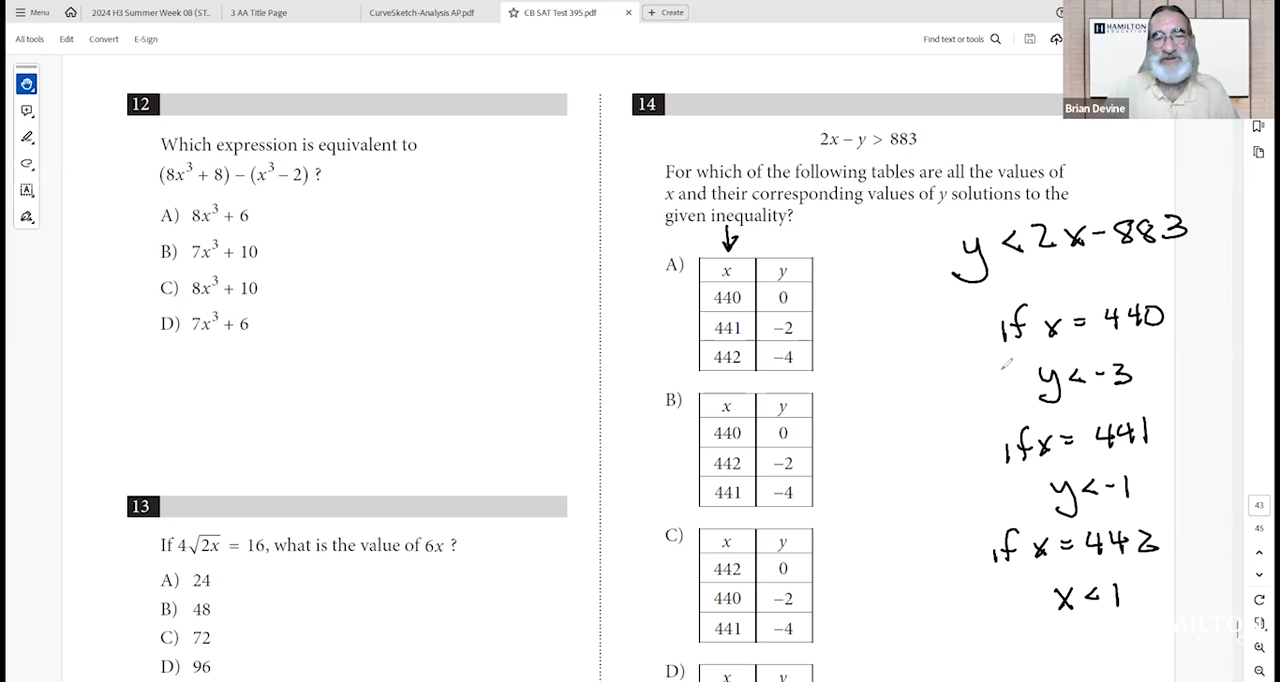 Menu
2024 H3 Summer Week 08 (ST...
3 AA Title Page
CurveSketch-Analysis AP.pdf
CB SAT Test 395.pdf
Create
All tools
Edit
Convert
E-Sign
Find text or tools
HAMILTON
EDUCATION
Brian Devine
12
Which expression is equivalent to
(8x³ + 8) – (x³ – 2) ?
A) 8x³ + 6
B) 7x³ + 10
C) 8x³ + 10
D) 7x³ + 6
13
If 4√2x = 16, what is the value of 6x ?
A) 24
B) 48
C) 72
D) 96
14
2x – y > 883
For which of the following tables are all the values of
x and their corresponding values of y solutions to the
given inequality?
A)
x y
440 0
441 –2
442 –4
B)
x y
440 0
442 –2
441 –4
C)
x y
442 0
440 –2
441 –4
D)
x y
y < 2x – 883
if x = 440
y < -3
if x = 441
y < -1
if x = 442
x < 1
43
45